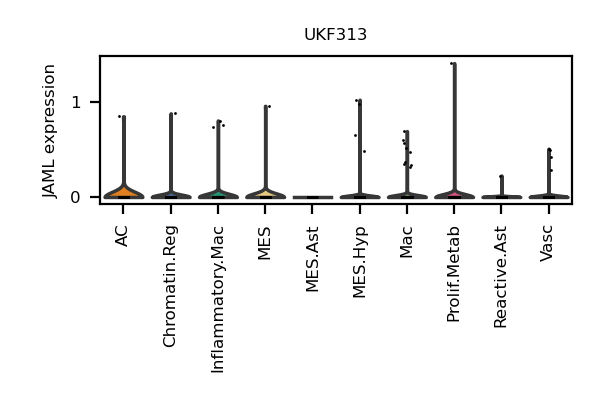 UKF313
JAML expression
1
0
AC
Chromatin.Reg
Inflammatory.Mac
MES
MES.Ast
MES.Hyp
Mac
Prolif.Metab
Reactive.Ast
Vasc